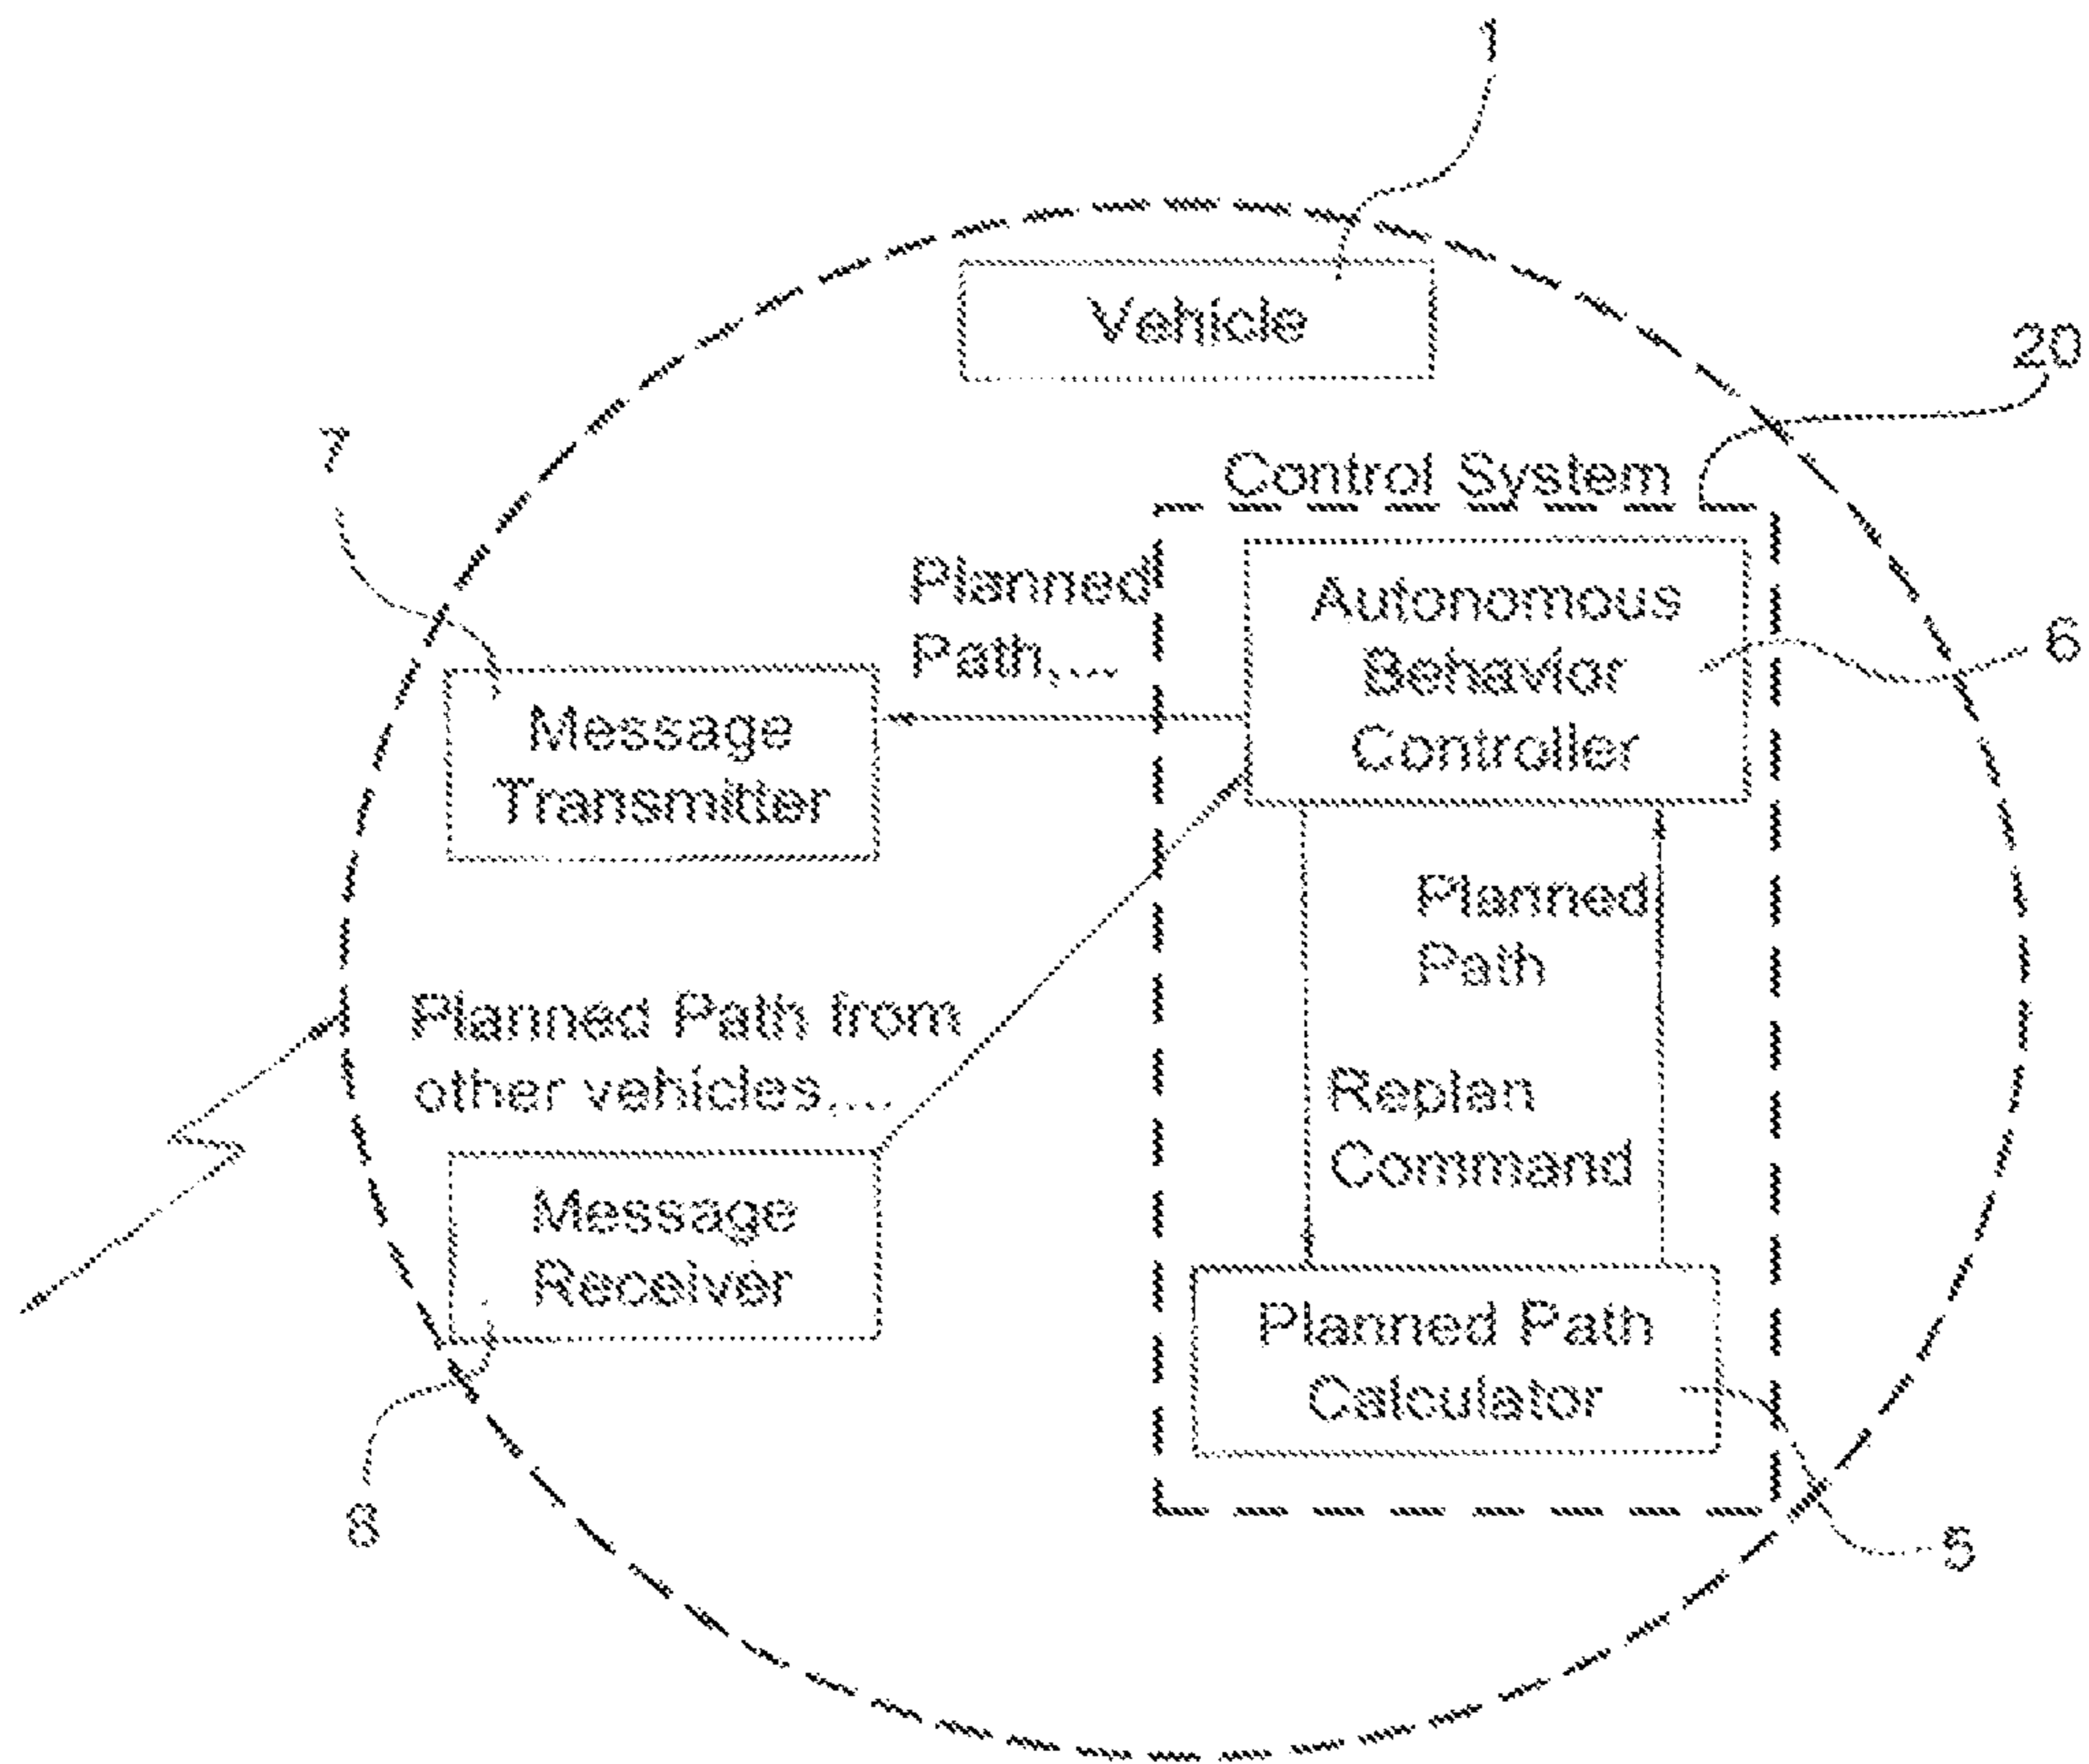 1
Vehicle
20
Control System
7
Planned
Path,...
Autonomous
Behavior
Controller
6
Message
Transmitter
Planned
Path
Planned Path from
other vehicles,...
Replan
Command
Message
Receiver
Planned Path
Calculator
8
5